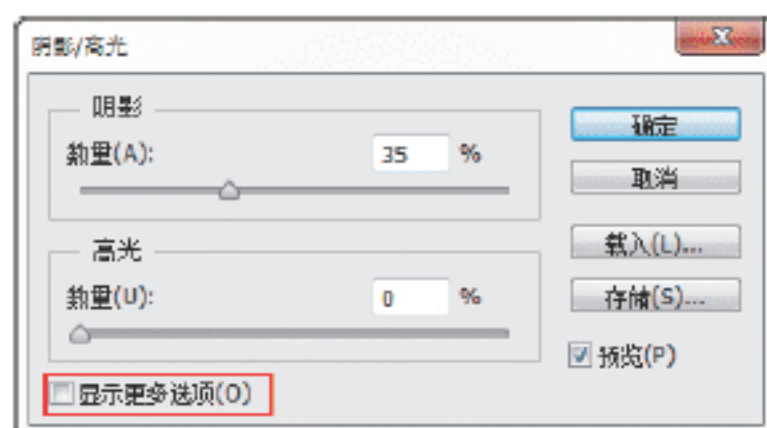 阴影/高光
阴影
数量(A):
35
%
高光
数量(U):
0
%
显示更多选项(O)
确定
取消
载入(L)...
存储(S)...
预览(P)